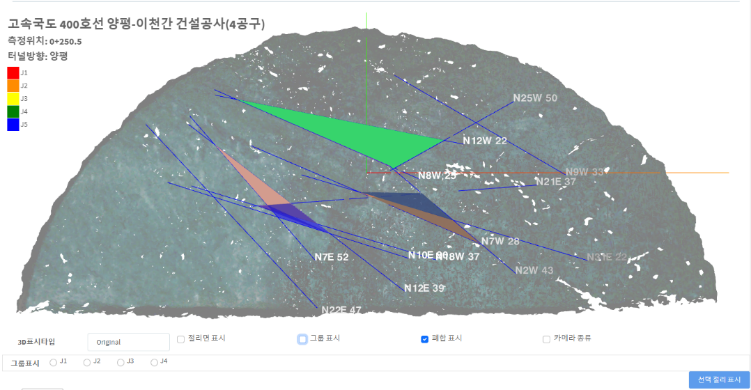 고속국도 400호선 양평-이천간 건설공사(4공구)
측정위치: 0+250.5
터널방향: 양평
J1
J2
J3
J4
J5
N25W 50
N12W 22
N8W 25
N9W 33
N21E 37
N7W 28
N7E 52
N10E
N18W 37
N31E 22
N2W 43
N12E 39
N22E 47
3D표시타입 Original 절리면 표시 그룹 표시 폐합 표시 카메라 종류
그룹표시 J1 J2 J3 J4
선택 절리 표시